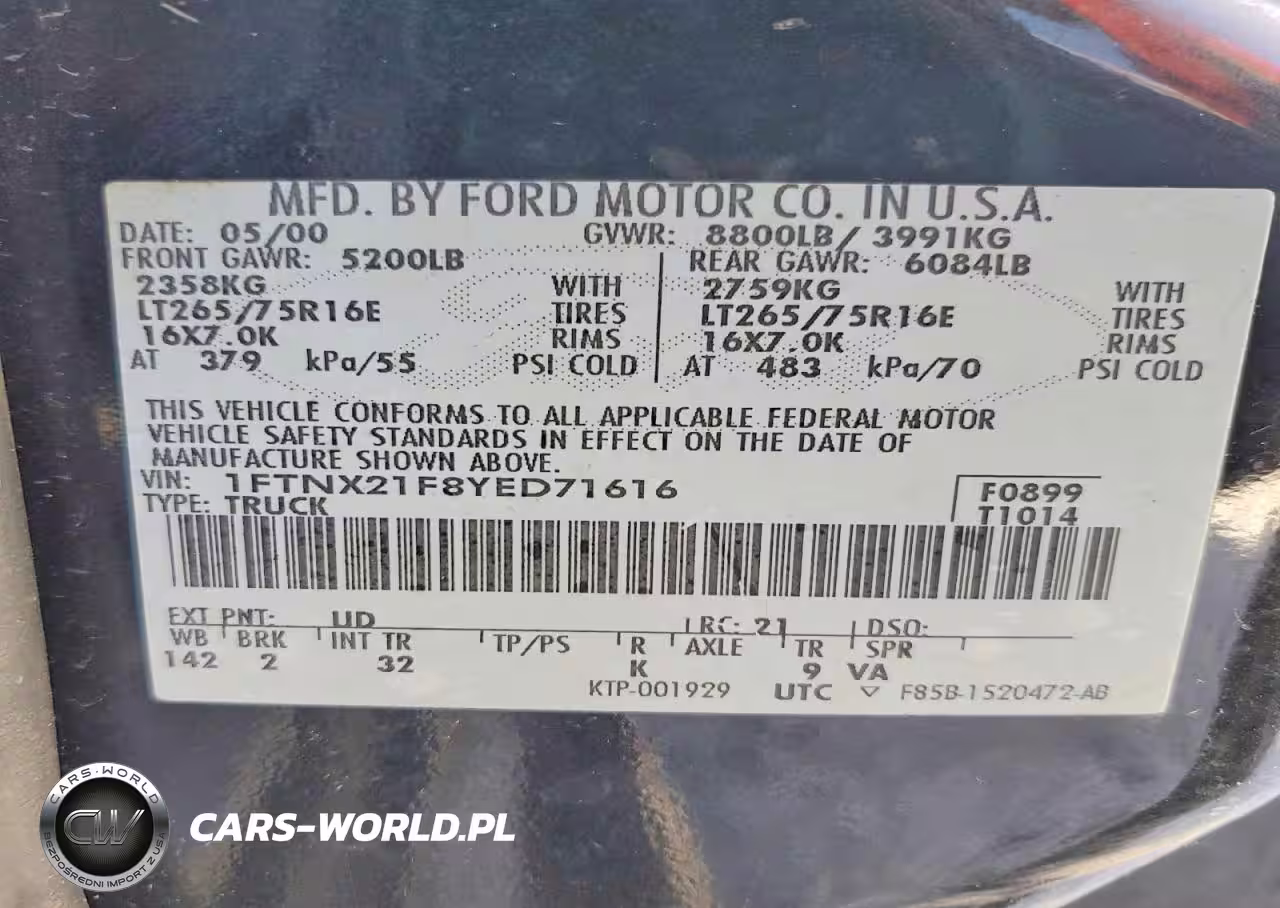 MFD. BY FORD MOTOR CO. IN U.S.A.
DATE: 05/00 GVWR: 8800LB/ 3991KG
FRONT GAWR: 5200LB REAR GAWR: 6084LB
2358KG WITH 2759KG WITH
LT265/75R16E TIRES LT265/75R16E TIRES
16X7.0K RIMS 16X7.0K RIMS
AT 379 kPa/55 PSI COLD AT 483 kPa/70 PSI COLD
THIS VEHICLE CONFORMS TO ALL APPLICABLE FEDERAL MOTOR
VEHICLE SAFETY STANDARDS IN EFFECT ON THE DATE OF
MANUFACTURE SHOWN ABOVE.
VIN: 1FTNX21F8YED71616 F0899
TYPE: TRUCK T1014
EXT PNT: UD RC: 21 DSO:
WB BRK INT TR TP/PS R AXLE TR SPR
142 2 32 K 9 VA
KTP-001929 UTC ▽ F85B-1520472-AB
CARS-WORLD
CW
BEZPOŚREDNI IMPORT Z USA
CARS-WORLD.PL